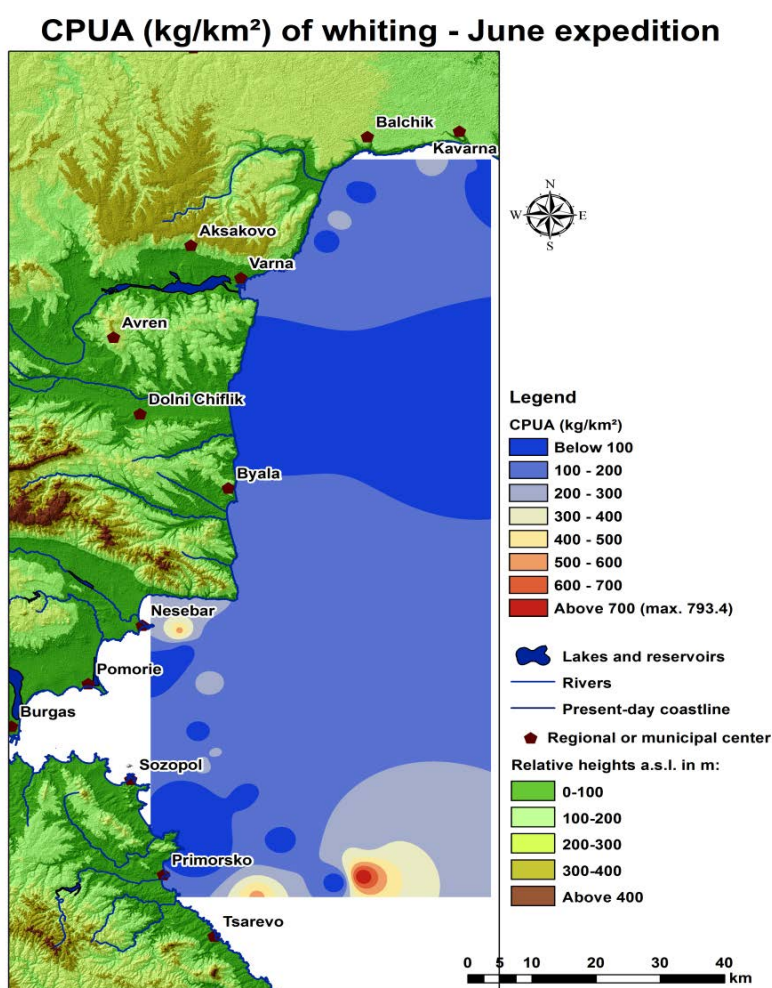 CPUA (kg/km²) of whiting - June expedition
Balchik
Kavarna
N
W
E
S
Aksakovo
Varna
Avren
Dolni Chiflik
Byala
Nesebar
Pomorie
Burgas
Sozopol
Primorsko
Tsarevo
Legend
CPUA (kg/km²)
Below 100
100 - 200
200 - 300
300 - 400
400 - 500
500 - 600
600 - 700
Above 700 (max. 793.4)
Lakes and reservoirs
Rivers
Present-day coastline
Regional or municipal center
Relative heights a.s.l. in m:
0-100
100-200
200-300
300-400
Above 400
0 5 10 20 30 40
km